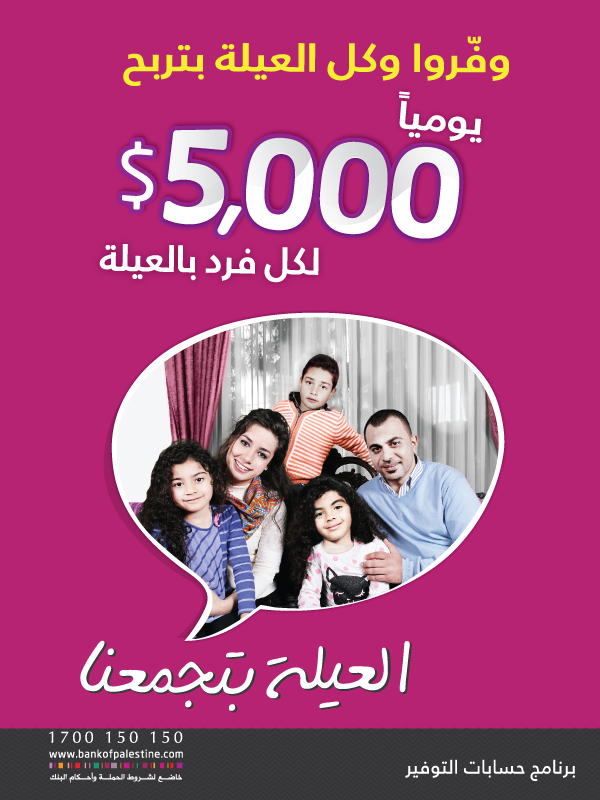 وفّروا وكل العيلة بتربح
يومياً
$5,000
لكل فرد بالعيلة
العيلة بتجمعنا
1700 150 150
www.bankofpalestine.com
خاضع لشروط الحملة وأحكام البنك
برنامج حسابات التوفير